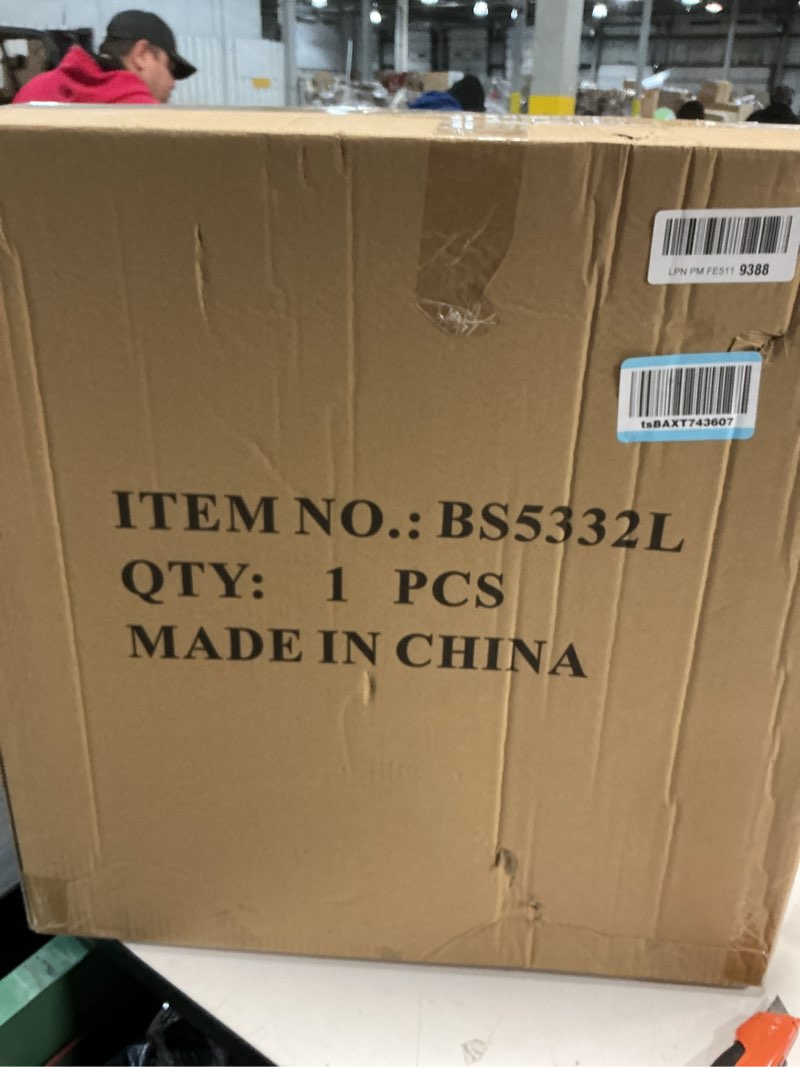 LPN PM FE511 9388
tsBAXT743607
ITEM NO.: BS5332L
QTY: 1 PCS
MADE IN CHINA